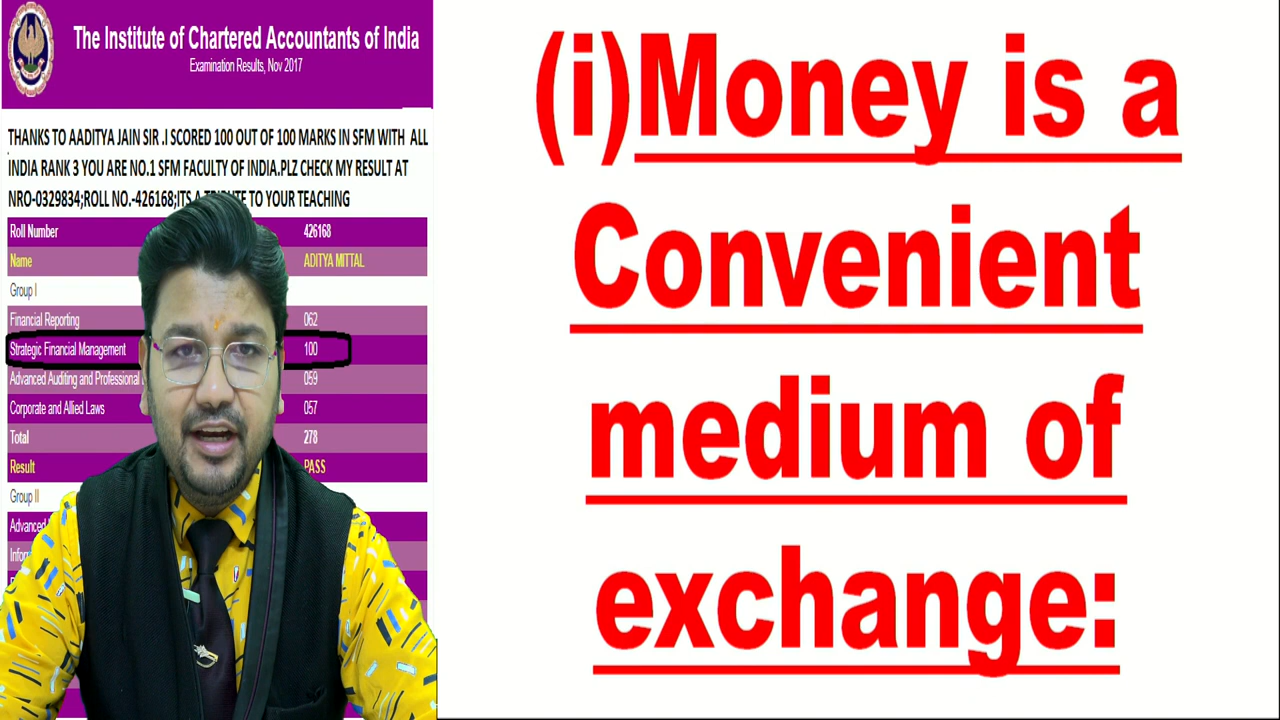 The Institute of Chartered Accountants of India
Examination Results, Nov 2017
THANKS TO AADITYA JAIN SIR .I SCORED 100 OUT OF 100 MARKS IN SFM WITH ALL
INDIA RANK 3 YOU ARE NO.1 SFM FACULTY OF INDIA.PLZ CHECK MY RESULT AT
NRO-0329834;ROLL NO.-426168;ITS A TRIBUTE TO YOUR TEACHING
Roll Number 426168
Name ADITYA MITTAL
Group I
Financial Reporting 062
Strategic Financial Management 100
Advanced Auditing and Professional 059
Corporate and Allied Laws 057
Total 278
Result PASS
Group II
Advanced
(i)Money is a
Convenient
medium of
exchange: